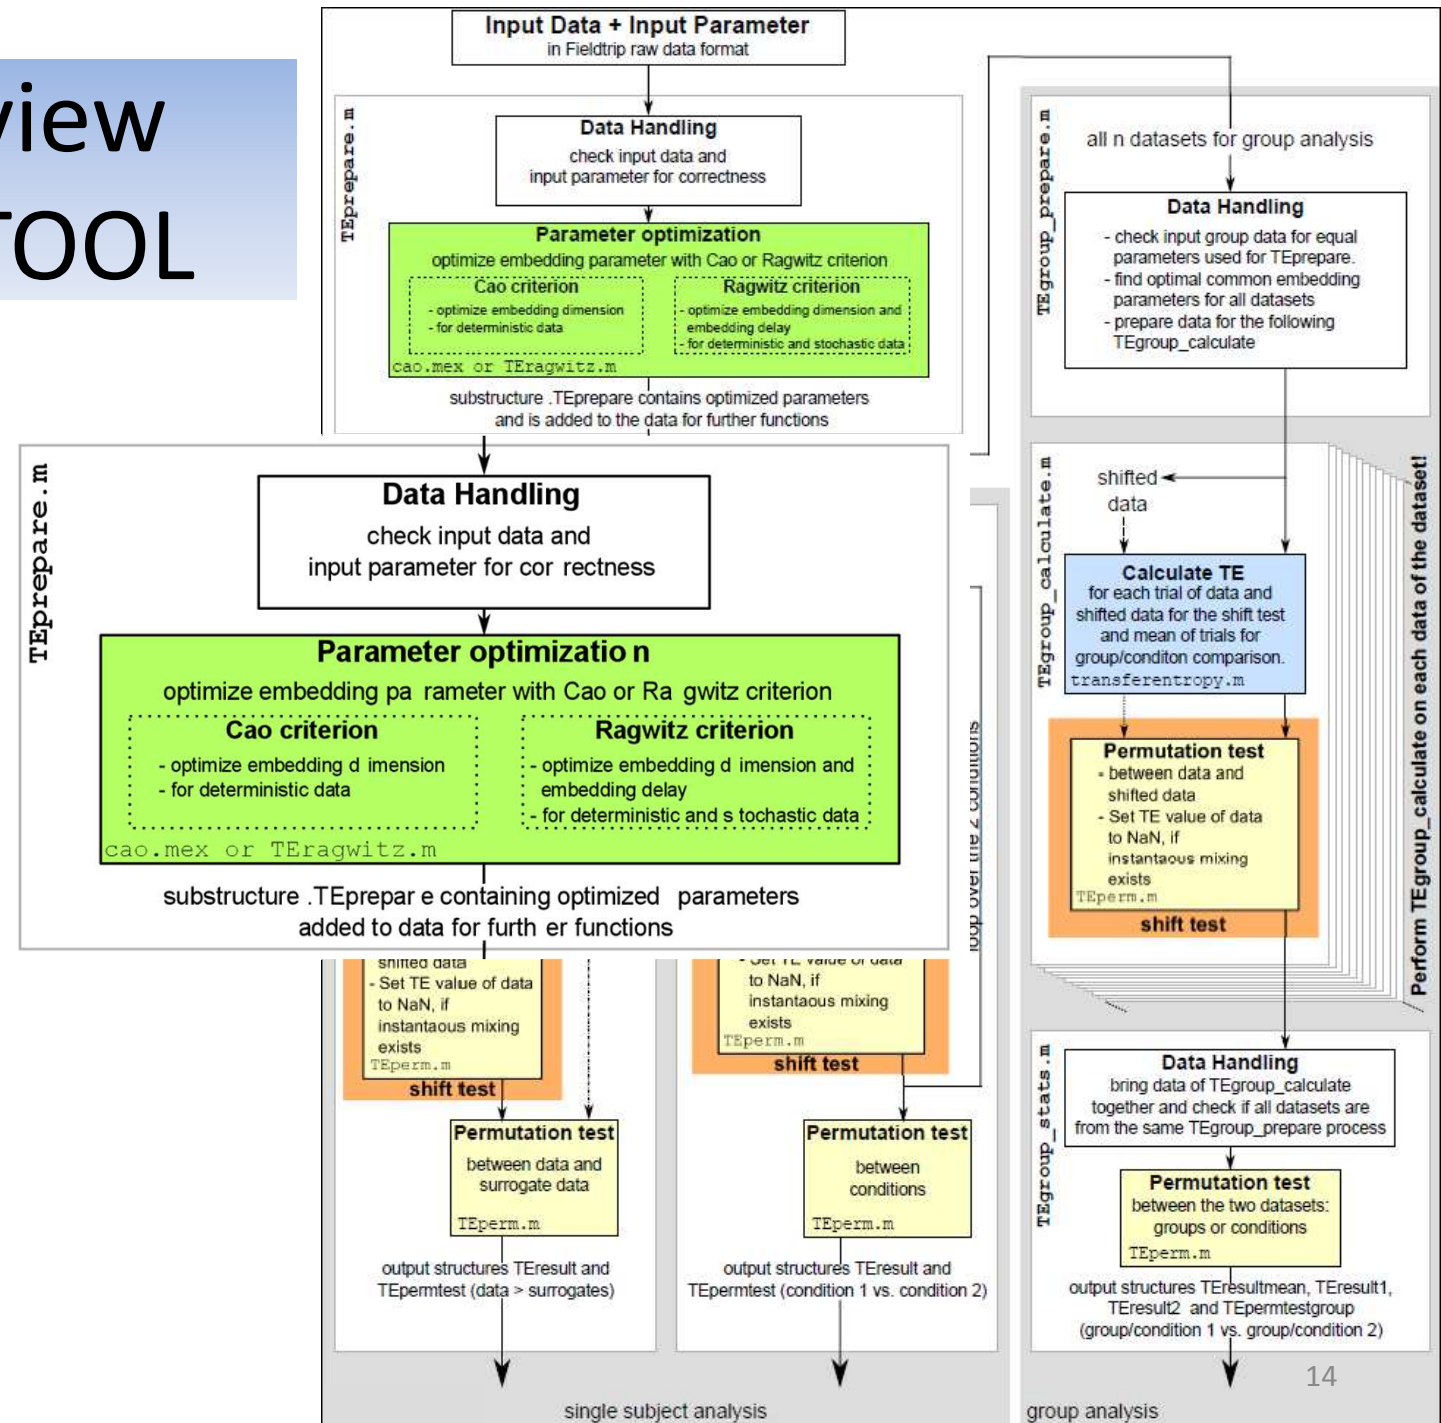 view
TOOL
Input Data + Input Parameter
in Fieldtrip raw data format
TEprepare.m
Data Handling
check input data and
input parameter for correctness
Parameter optimization
optimize embedding parameter with Cao or Ragwitz criterion
Cao criterion
- optimize embedding dimension
- for deterministic data
Ragwitz criterion
- optimize embedding dimension and
embedding delay
- for deterministic and stochastic data
cao.mex or TEragwitz.m
substructure .TEprepare contains optimized parameters
and is added to the data for further functions
TEprepare.m
Data Handling
check input data and
input parameter for cor rectness
Parameter optimizatio n
optimize embedding pa rameter with Cao or Ra gwitz criterion
Cao criterion
- optimize embedding d imension
- for deterministic data
Ragwitz criterion
- optimize embedding d imension and
embedding delay
- for deterministic and s tochastic data
cao.mex or TEragwitz.m
substructure .TEprepar e containing optimized parameters
added to data for furth er functions
loop over the 2 conditions
shifted data
- Set TE value of data
to NaN, if
instantaous mixing
exists
TEperm.m
shift test
Permutation test
between data and
surrogate data
TEperm.m
output structures TEresult and
TEpermtest (data > surrogates)
- Set TE value of data
to NaN, if
instantaous mixing
exists
TEperm.m
shift test
Permutation test
between
conditions
TEperm.m
output structures TEresult and
TEpermtest (condition 1 vs. condition 2)
single subject analysis
TEgroup_prepare.m
all n datasets for group analysis
Data Handling
- check input group data for equal
parameters used for TEprepare.
- find optimal common embedding
parameters for all datasets
- prepare data for the following
TEgroup_calculate
TEgroup_calculate.m
shifted
data
Calculate TE
for each trial of data and
shifted data for the shift test
and mean of trials for
group/conditon comparison.
transferentropy.m
Permutation test
- between data and
shifted data
- Set TE value of data
to NaN, if
instantaous mixing
exists
TEperm.m
shift test
Perform TEgroup_calculate on each data of the dataset!
TEgroup_stats.m
Data Handling
bring data of TEgroup_calculate
together and check if all datasets are
from the same TEgroup_prepare process
Permutation test
between the two datasets:
groups or conditions
TEperm.m
output structures TEresultmean, TEresult1,
TEresult2 and TEpermtestgroup
(group/condition 1 vs. group/condition 2)
14
group analysis